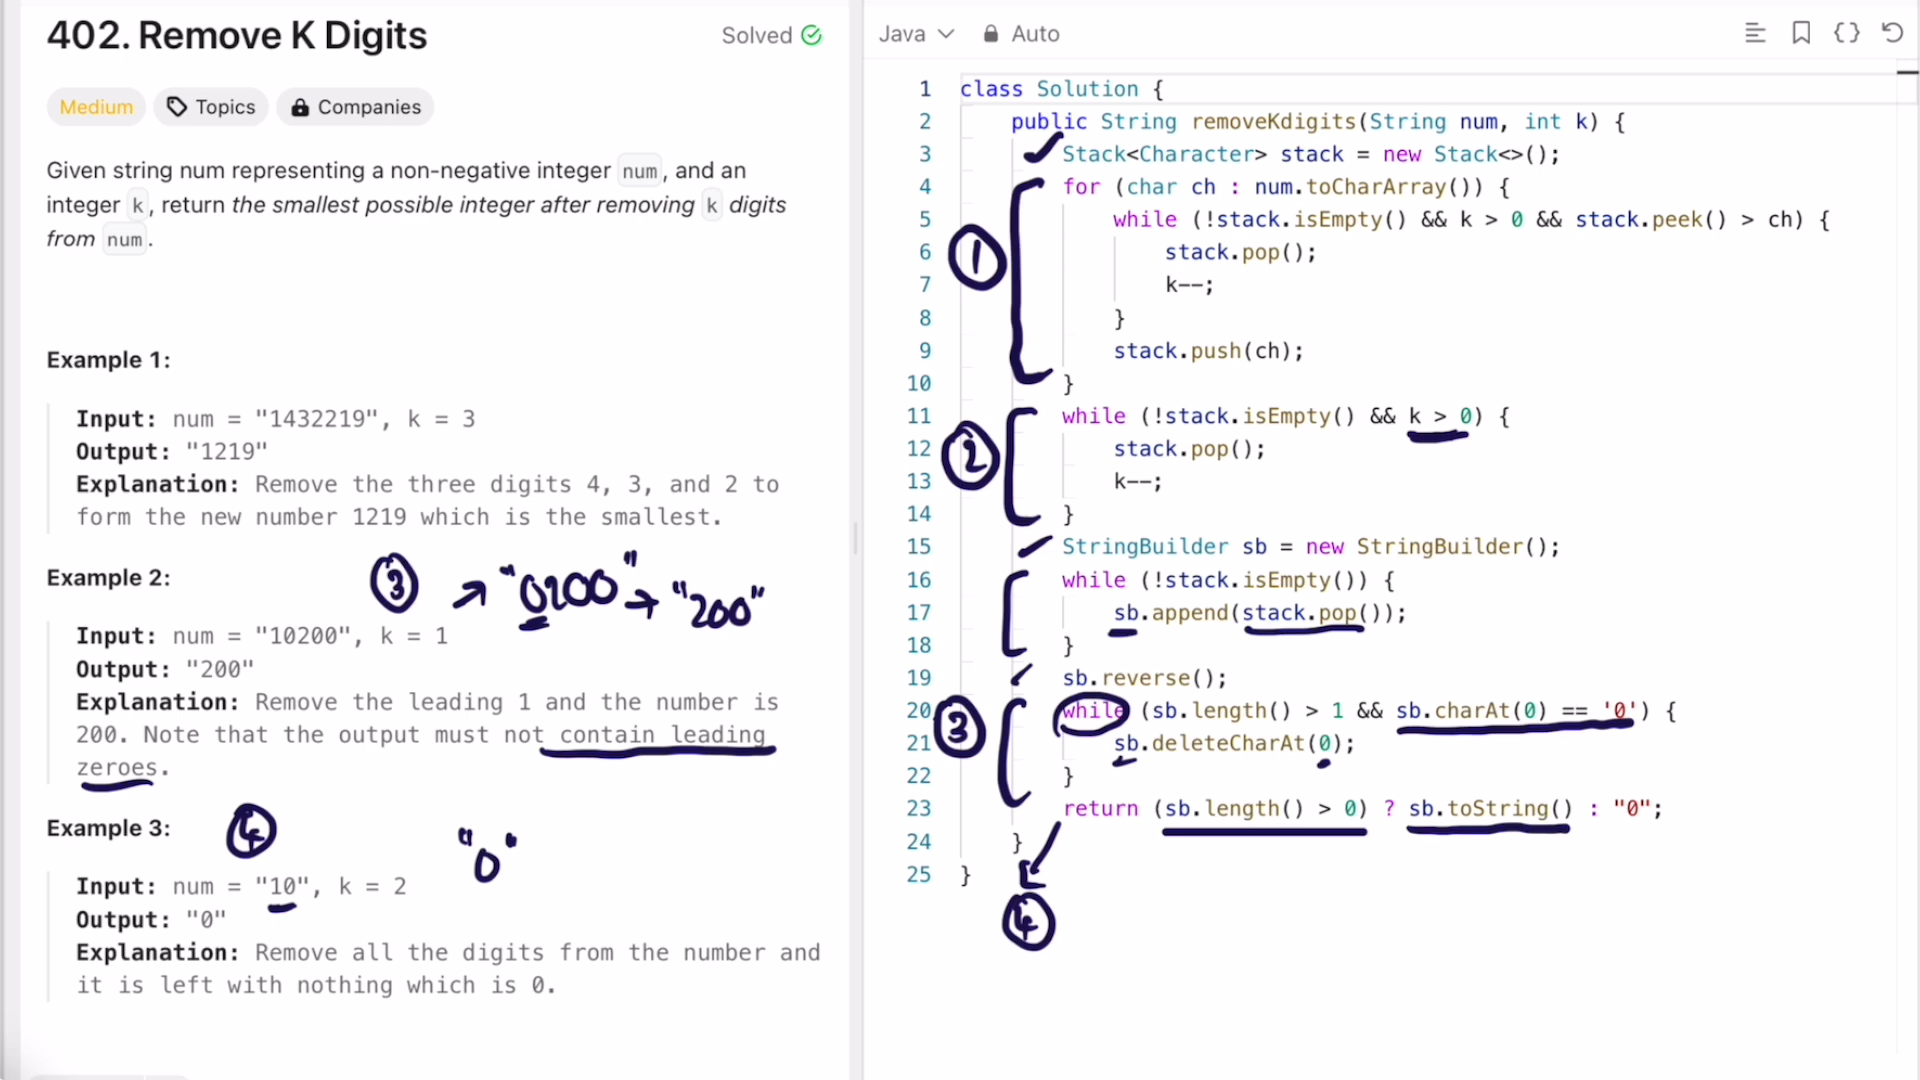 402. Remove K Digits
Solved
Medium
Topics
Companies
Given string num representing a non-negative integer num, and an
integer k, return the smallest possible integer after removing k digits
from num.
Example 1:
Input: num = "1432219", k = 3
Output: "1219"
Explanation: Remove the three digits 4, 3, and 2 to
form the new number 1219 which is the smallest.
Example 2:
3 → "0200" → "200"
Input: num = "10200", k = 1
Output: "200"
Explanation: Remove the leading 1 and the number is
200. Note that the output must not contain leading
zeroes.
Example 3:
4
"0"
Input: num = "10", k = 2
Output: "0"
Explanation: Remove all the digits from the number and
it is left with nothing which is 0.
Java
Auto
1 class Solution {
2 public String removeKdigits(String num, int k) {
3 Stack<Character> stack = new Stack<>();
4 for (char ch : num.toCharArray()) {
5 while (!stack.isEmpty() && k > 0 && stack.peek() > ch) {
1
6 stack.pop();
7 k--;
8 }
9 stack.push(ch);
10 }
11 while (!stack.isEmpty() && k > 0) {
2
12 stack.pop();
13 k--;
14 }
15 StringBuilder sb = new StringBuilder();
16 while (!stack.isEmpty()) {
17 sb.append(stack.pop());
18 }
19 sb.reverse();
20 while (sb.length() > 1 && sb.charAt(0) == '0') {
3
21 sb.deleteCharAt(0);
22 }
23 return (sb.length() > 0) ? sb.toString() : "0";
24 }
25 }
4